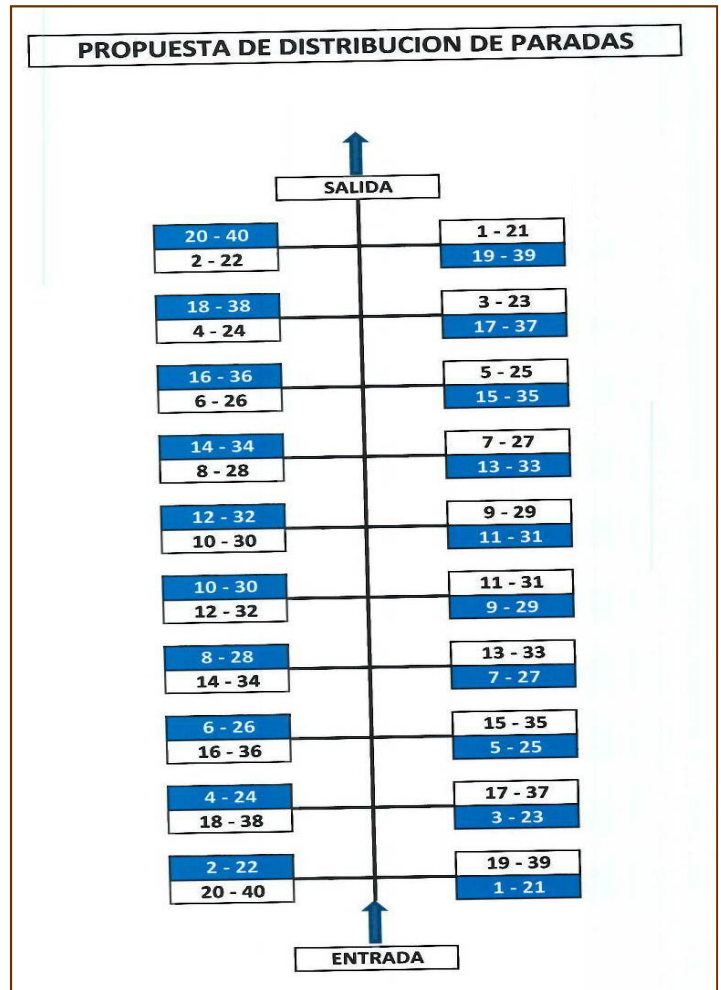 PROPUESTA DE DISTRIBUCION DE PARADAS
SALIDA
20 - 40
2 - 22
1 - 21
19 - 39
18 - 38
4 - 24
3 - 23
17 - 37
16 - 36
6 - 26
5 - 25
15 - 35
14 - 34
8 - 28
7 - 27
13 - 33
12 - 32
10 - 30
9 - 29
11 - 31
10 - 30
12 - 32
11 - 31
9 - 29
8 - 28
14 - 34
13 - 33
7 - 27
6 - 26
16 - 36
15 - 35
5 - 25
4 - 24
18 - 38
17 - 37
3 - 23
2 - 22
20 - 40
19 - 39
1 - 21
ENTRADA